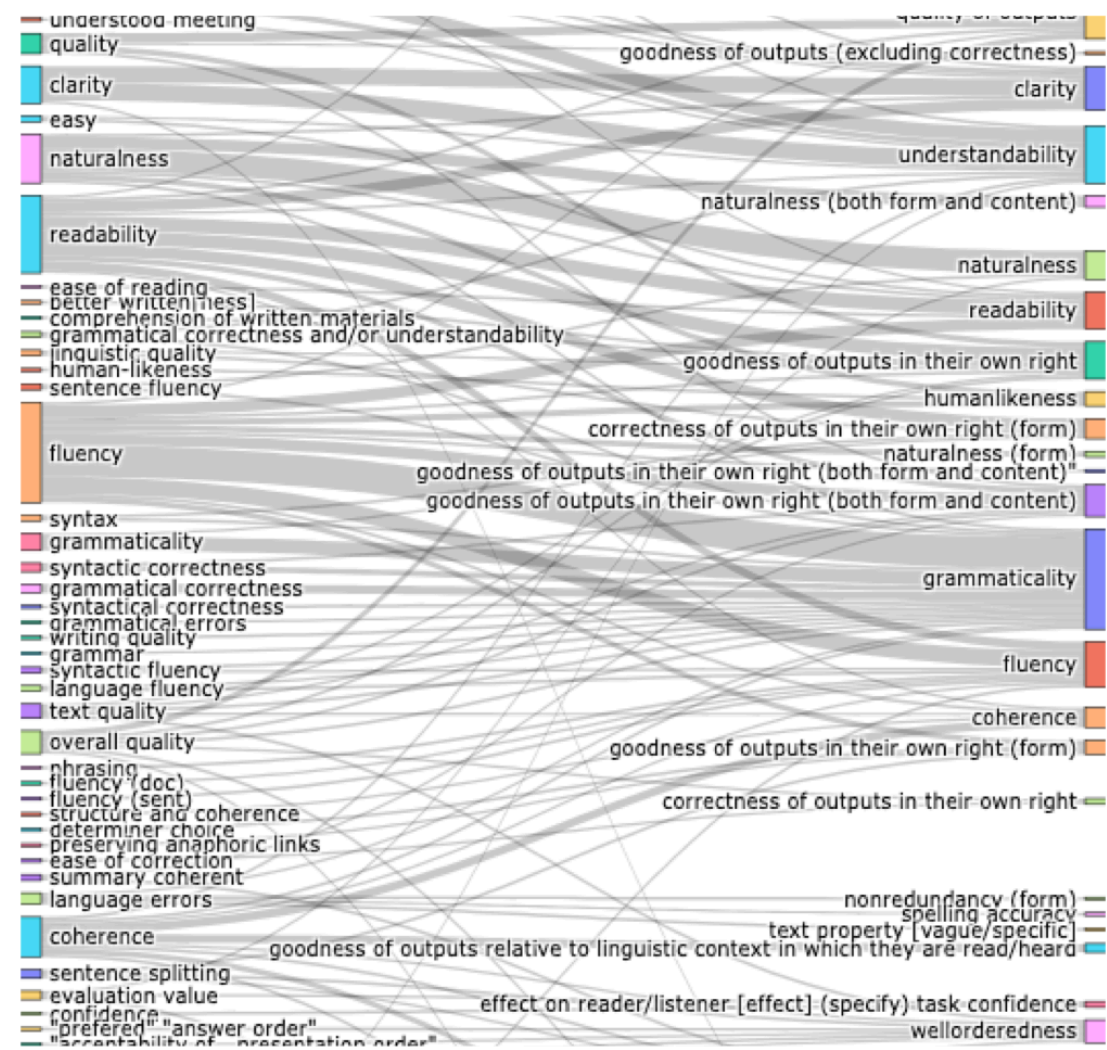 understood meeting
quality
clarity
easy
naturalness
readability
ease of reading
better written[ness]
comprehension of written materials
grammatical correctness and/or understandability
linguistic quality
human-likeness
sentence fluency
fluency
syntax
grammaticality
syntactic correctness
grammatical correctness
syntactical correctness
grammatical errors
writing quality
grammar
syntactic fluency
language fluency
text quality
overall quality
phrasing
fluency (doc)
fluency (sent)
structure and coherence
determiner choice
preserving anaphoric links
ease of correction
summary coherent
language errors
coherence
sentence splitting
evaluation value
confidence
"prefered" "answer order"
"acceptability of presentation order"
quality of outputs
goodness of outputs (excluding correctness)
clarity
understandability
naturalness (both form and content)
naturalness
readability
goodness of outputs in their own right
humanlikeness
correctness of outputs in their own right (form)
naturalness (form)
goodness of outputs in their own right (both form and content)"
goodness of outputs in their own right (both form and content)
grammaticality
fluency
coherence
goodness of outputs in their own right (form)
correctness of outputs in their own right
nonredundancy (form)
spelling accuracy
text property [vague/specific]
goodness of outputs relative to linguistic context in which they are read/heard
effect on reader/listener [effect] (specify) task confidence
wellorderedness